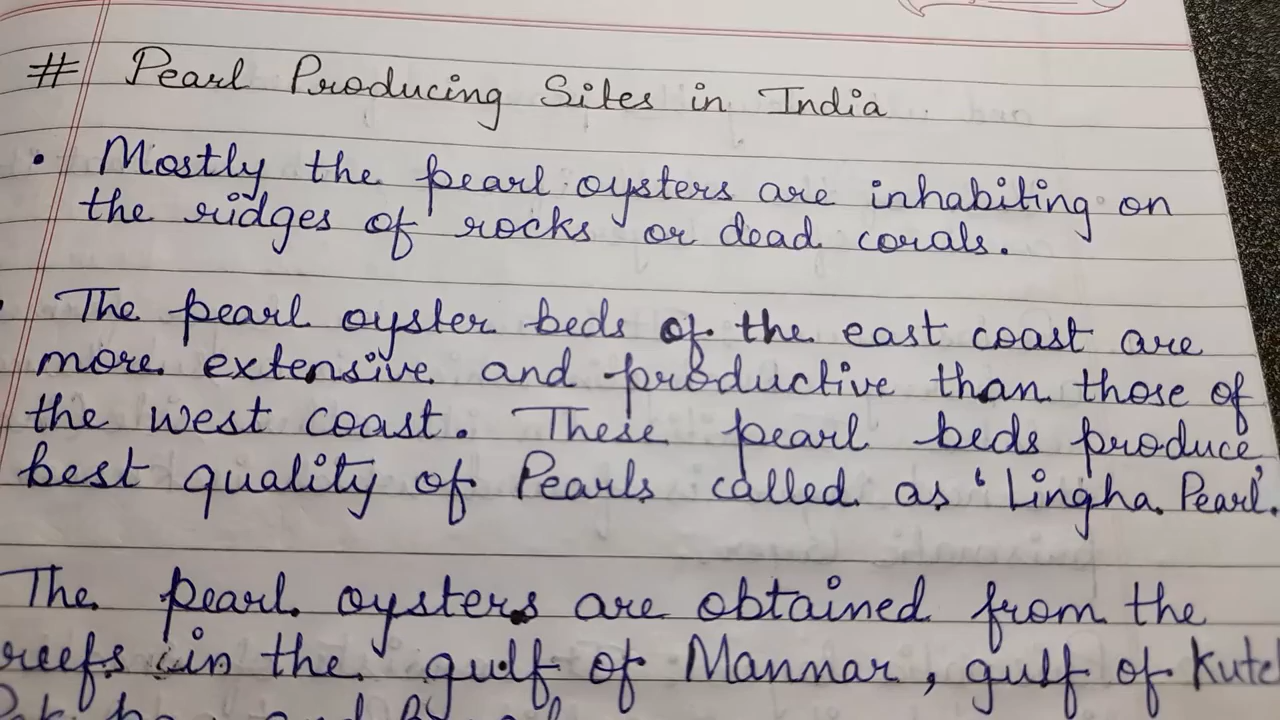 # Pearl Producing Sites in India
• Mostly the pearl oysters are inhabiting on
the ridges of rocks or dead corals.
The pearl oyster beds of the east coast are
more extensive and productive than those of
the west coast. These pearl beds produce
best quality of Pearls called as 'Lingha Pearl'.
The pearl oysters are obtained from the
reefs in the gulf of Mannar, gulf of